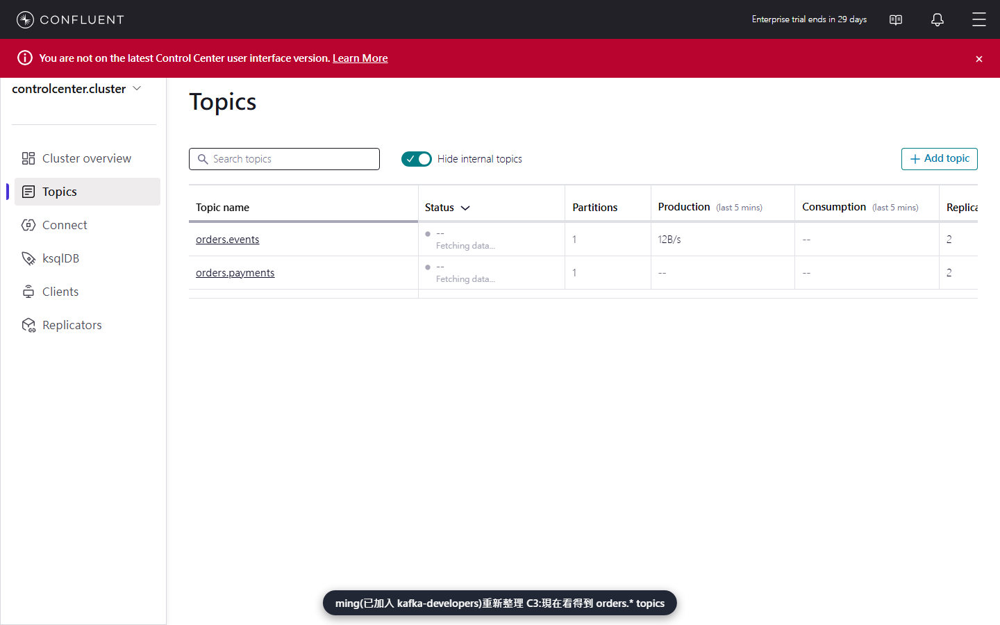 CONFLUENT
Enterprise trial ends in 29 days
You are not on the latest Control Center user interface version. Learn More
controlcenter.cluster
Cluster overview
Topics
Connect
ksqlDB
Clients
Replicators
Topics
Search topics
Hide internal topics
Add topic
Topic name Status Partitions Production (last 5 mins) Consumption (last 5 mins) Replica
orders.events -- Fetching data... 1 12B/s -- 2
orders.payments -- Fetching data... 1 -- -- 2
ming(已加入 kafka-developers)重新整理 C3:現在看得到 orders.* topics